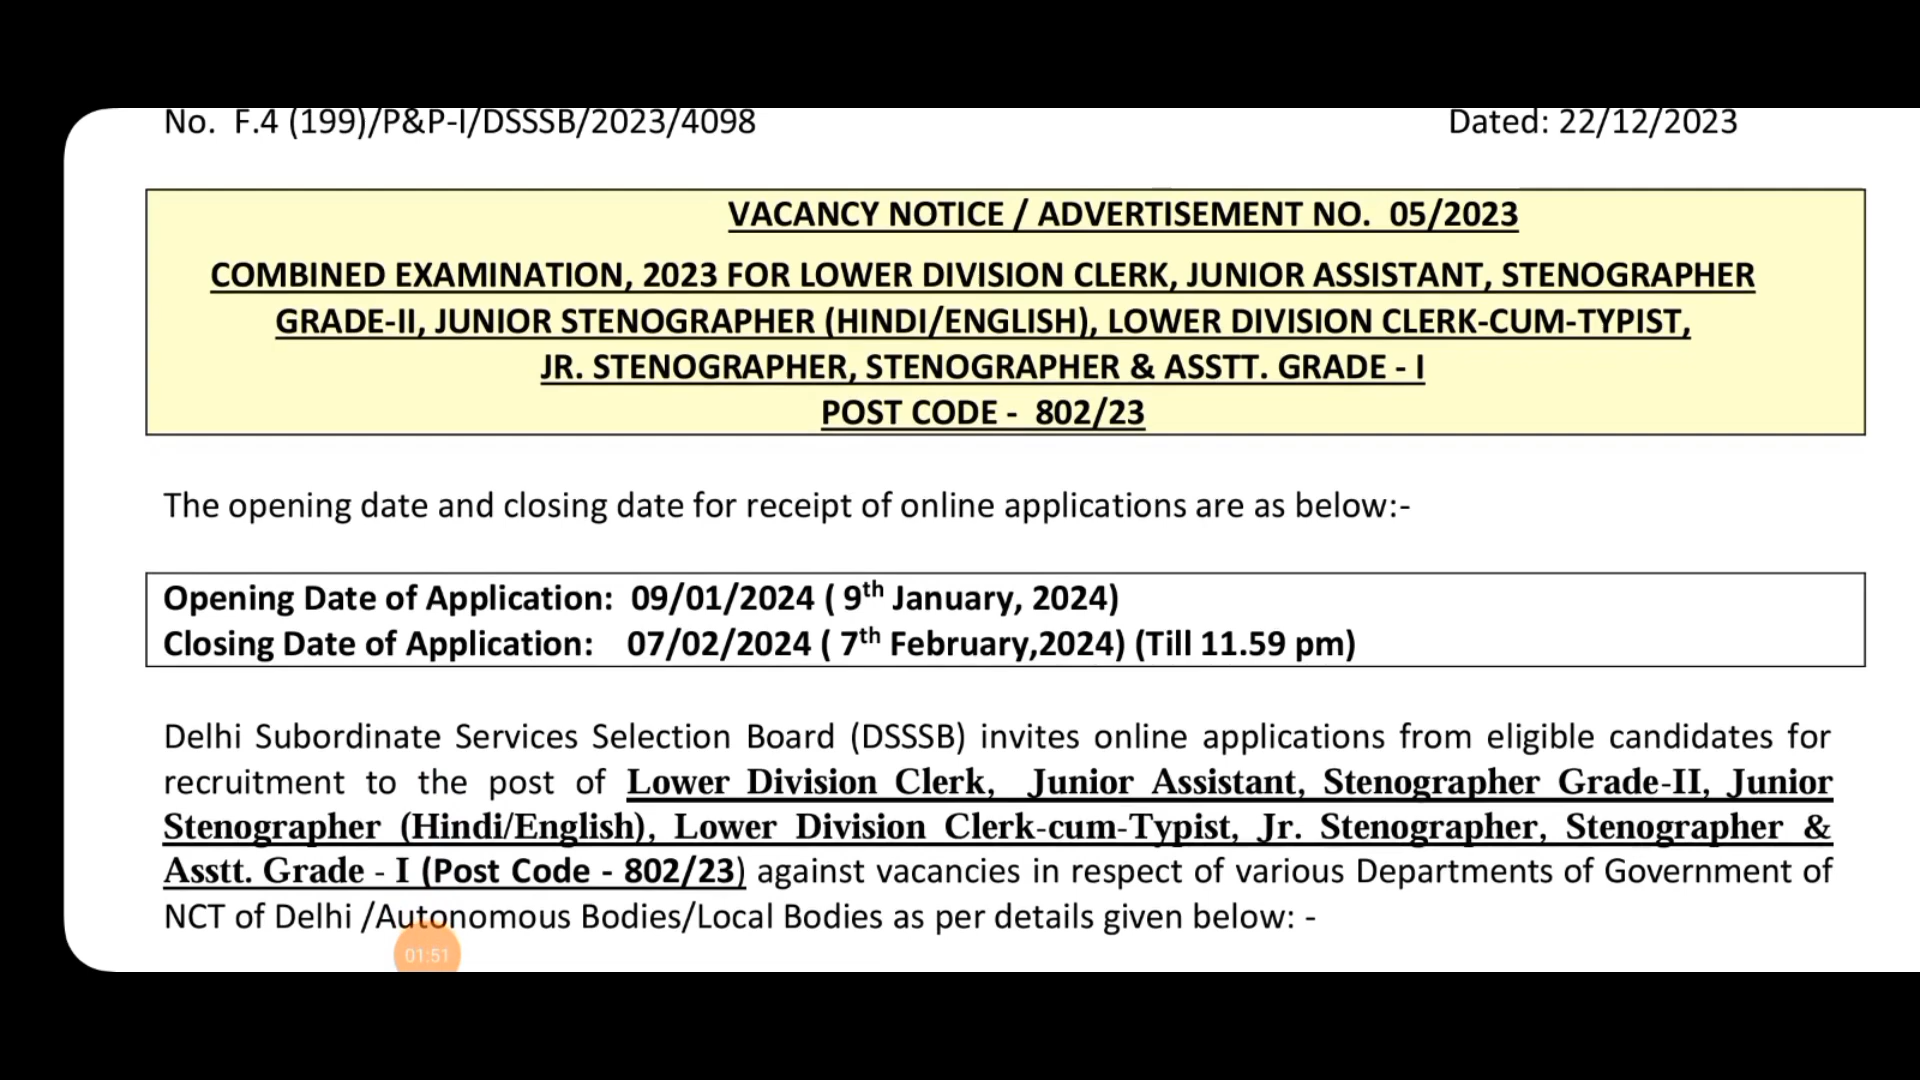 No. F.4 (199)/P&P-I/DSSSB/2023/4098 Dated: 22/12/2023
VACANCY NOTICE / ADVERTISEMENT NO. 05/2023
COMBINED EXAMINATION, 2023 FOR LOWER DIVISION CLERK, JUNIOR ASSISTANT, STENOGRAPHER
GRADE-II, JUNIOR STENOGRAPHER (HINDI/ENGLISH), LOWER DIVISION CLERK-CUM-TYPIST,
JR. STENOGRAPHER, STENOGRAPHER & ASSTT. GRADE - I
POST CODE - 802/23
The opening date and closing date for receipt of online applications are as below:-
Opening Date of Application: 09/01/2024 ( 9th January, 2024)
Closing Date of Application: 07/02/2024 ( 7th February,2024) (Till 11.59 pm)
Delhi Subordinate Services Selection Board (DSSSB) invites online applications from eligible candidates for
recruitment to the post of Lower Division Clerk, Junior Assistant, Stenographer Grade-II, Junior
Stenographer (Hindi/English), Lower Division Clerk-cum-Typist, Jr. Stenographer, Stenographer &
Asstt. Grade - I (Post Code - 802/23) against vacancies in respect of various Departments of Government of
NCT of Delhi /Autonomous Bodies/Local Bodies as per details given below: -
01:51